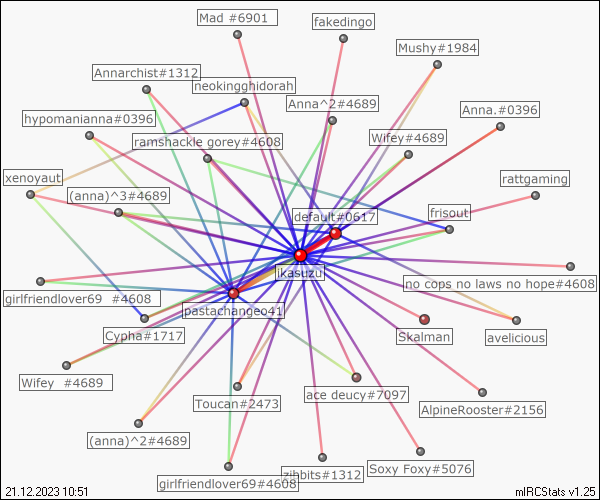 Mad #6901
fakedingo
Mushy#1984
Annarchist#1312
neokingghidorah
Anna^2#4689
Anna.#0396
hypomanianna#0396
ramshackle gorey#4608
Wifey#4689
xenoyaut
(anna)^3#4689
rattgaming
default#0617
frisout
ikasuzu
no cops no laws no hope#4608
girlfriendlover69 #4608
pastachangeo41
Cypha#1717
Skalman
avelicious
Wifey #4689
Toucan#2473
ace deucy#7097
AlpineRooster#2156
(anna)^2#4689
zihbits#1312
Soxy Foxy#5076
girlfriendlover69#4608
21.12.2023 10:51
mIRCStats v1.25